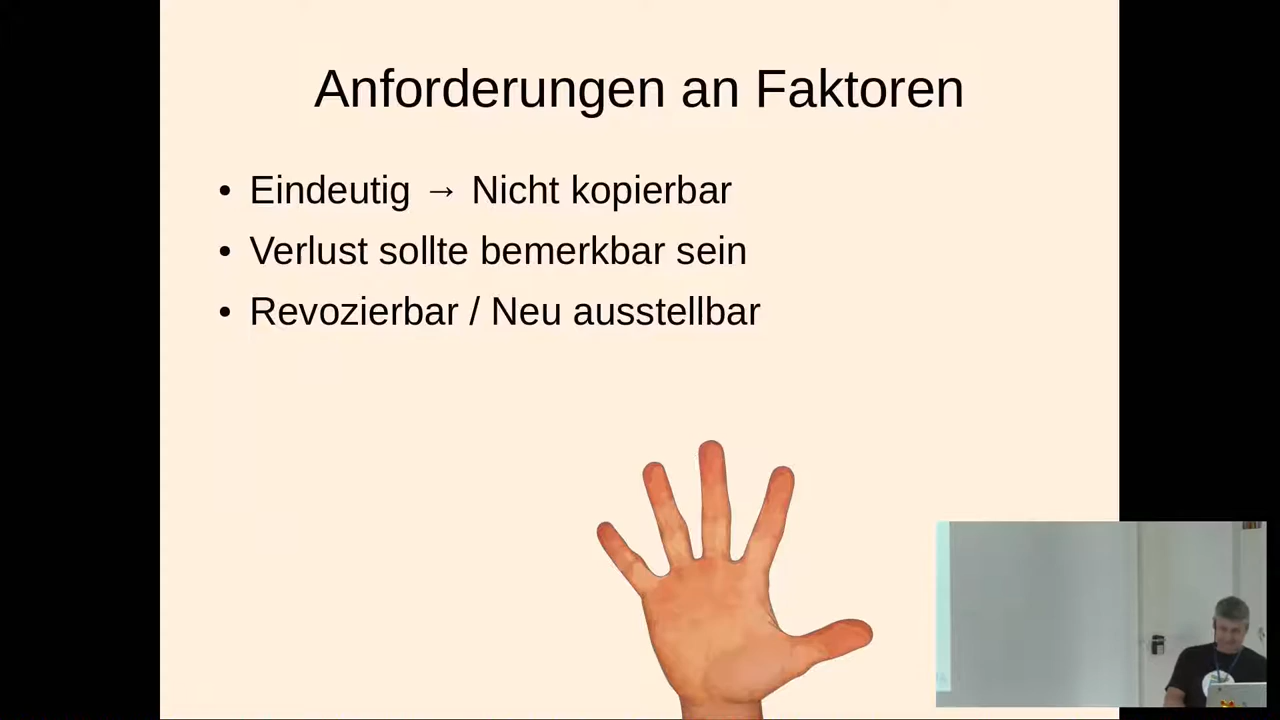 Anforderungen an Faktoren
• Eindeutig → Nicht kopierbar
• Verlust sollte bemerkbar sein
• Revozierbar / Neu ausstellbar